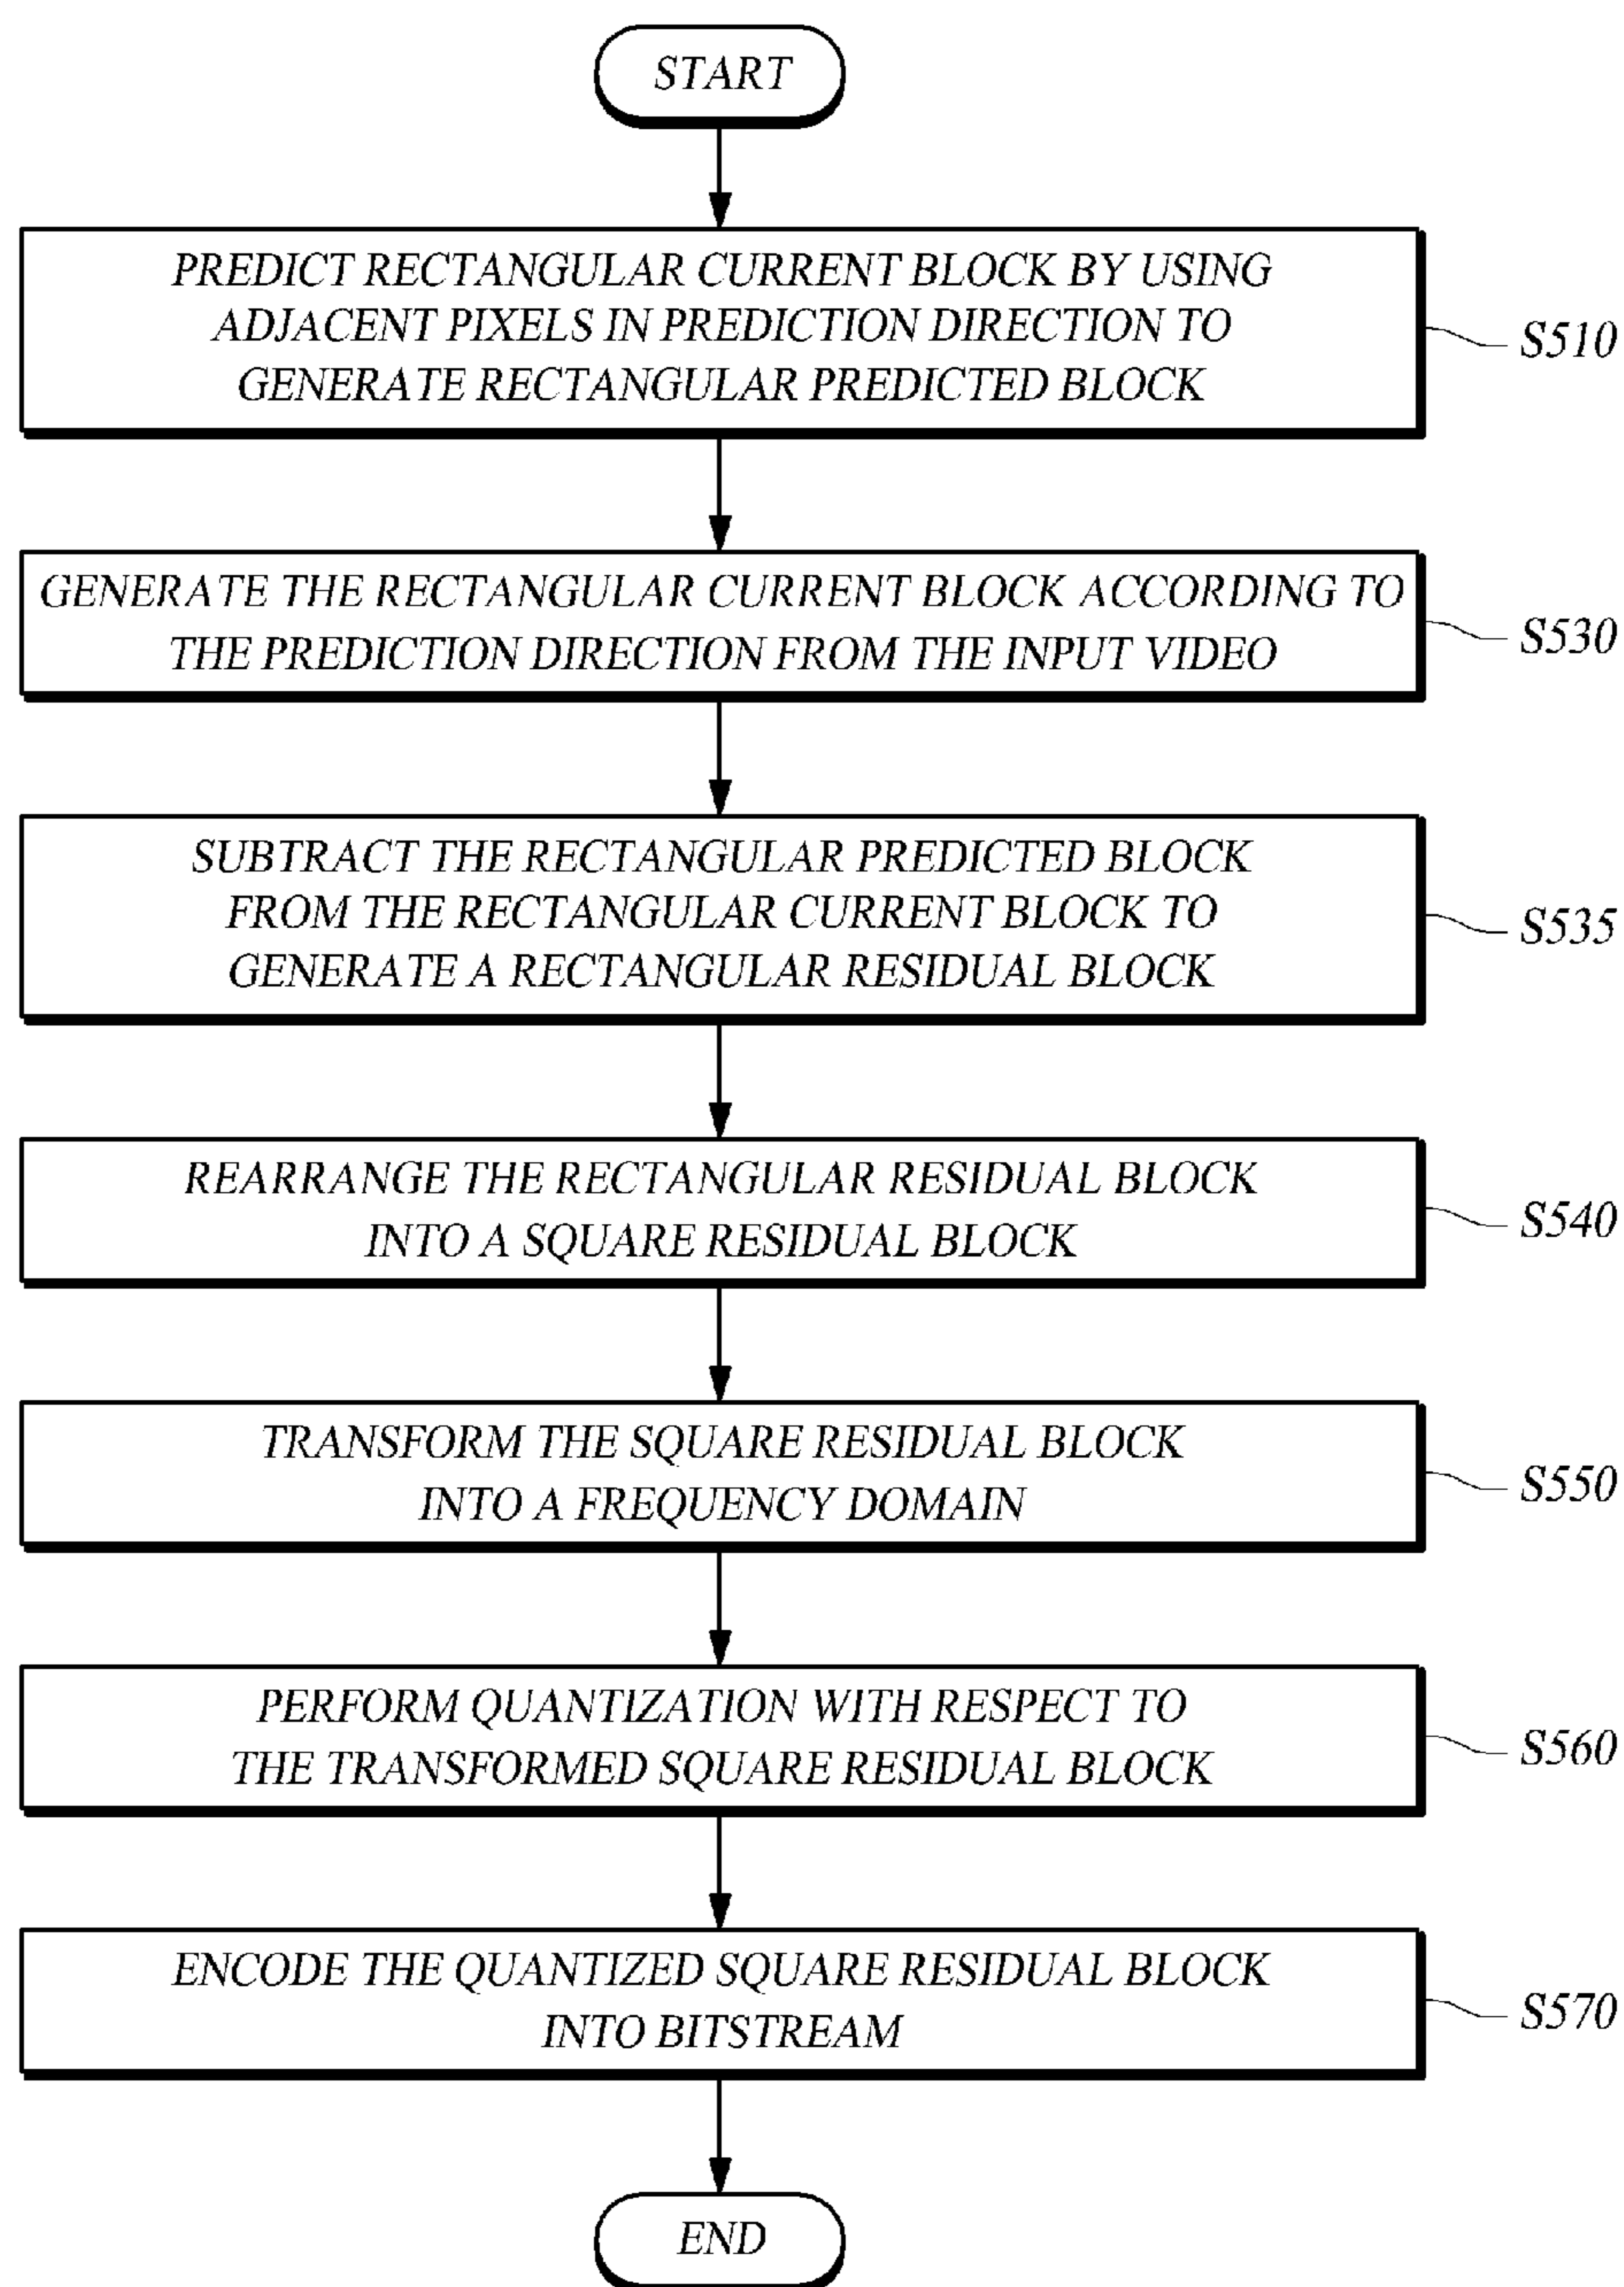 START
PREDICT RECTANGULAR CURRENT BLOCK BY USING
ADJACENT PIXELS IN PREDICTION DIRECTION TO
GENERATE RECTANGULAR PREDICTED BLOCK
S510
GENERATE THE RECTANGULAR CURRENT BLOCK ACCORDING TO
THE PREDICTION DIRECTION FROM THE INPUT VIDEO
S530
SUBTRACT THE RECTANGULAR PREDICTED BLOCK
FROM THE RECTANGULAR CURRENT BLOCK TO
GENERATE A RECTANGULAR RESIDUAL BLOCK
S535
REARRANGE THE RECTANGULAR RESIDUAL BLOCK
INTO A SQUARE RESIDUAL BLOCK
S540
TRANSFORM THE SQUARE RESIDUAL BLOCK
INTO A FREQUENCY DOMAIN
S550
PERFORM QUANTIZATION WITH RESPECT TO
THE TRANSFORMED SQUARE RESIDUAL BLOCK
S560
ENCODE THE QUANTIZED SQUARE RESIDUAL BLOCK
INTO BITSTREAM
S570
END